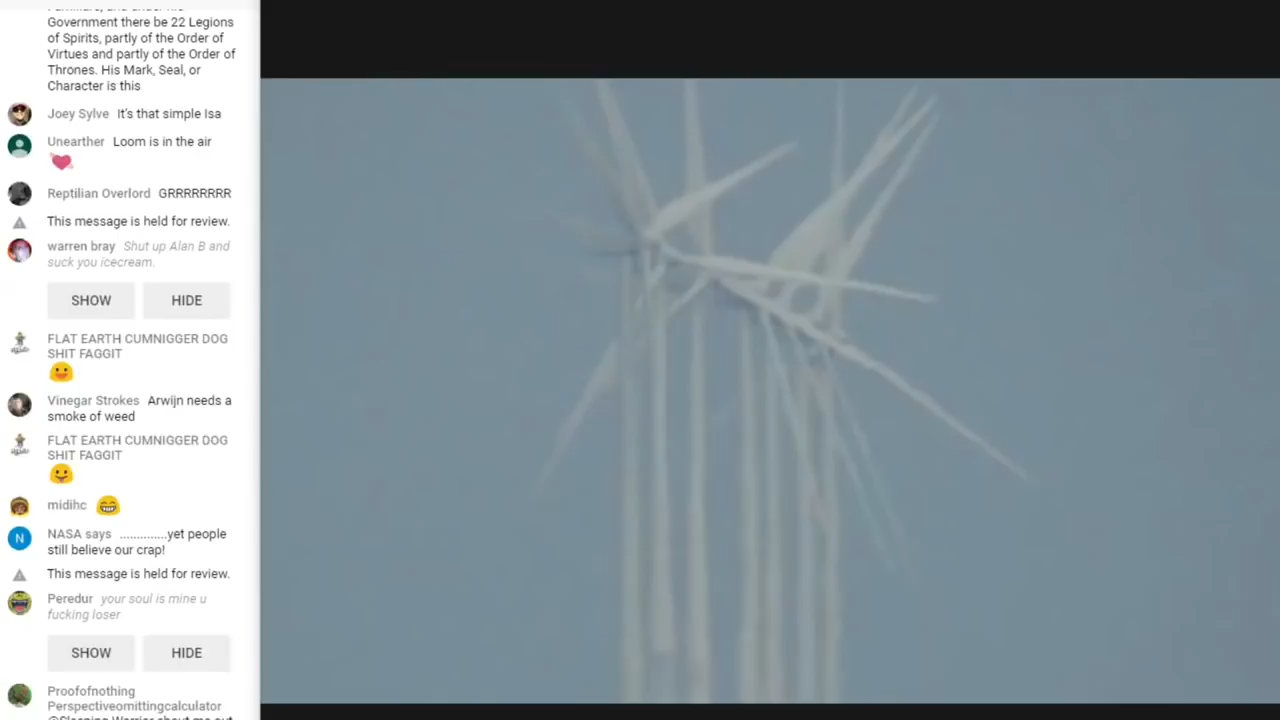 Government there be 22 Legions
of Spirits, partly of the Order of
Virtues and partly of the Order of
Thrones. His Mark, Seal, or
Character is this
Joey Sylve It's that simple Isa
Unearther Loom is in the air
Reptilian Overlord GRRRRRRRR
This message is held for review.
warren bray Shut up Alan B and
suck you icecream.
SHOW HIDE
FLAT EARTH CUMNIGGER DOG
SHIT FAGGIT
Vinegar Strokes Arwijn needs a
smoke of weed
FLAT EARTH CUMNIGGER DOG
SHIT FAGGIT
midihc
N NASA says ..............yet people
still believe our crap!
This message is held for review.
Peredur your soul is mine u
fucking loser
SHOW HIDE
Proofofnothing
Perspectiveomittingcalculator